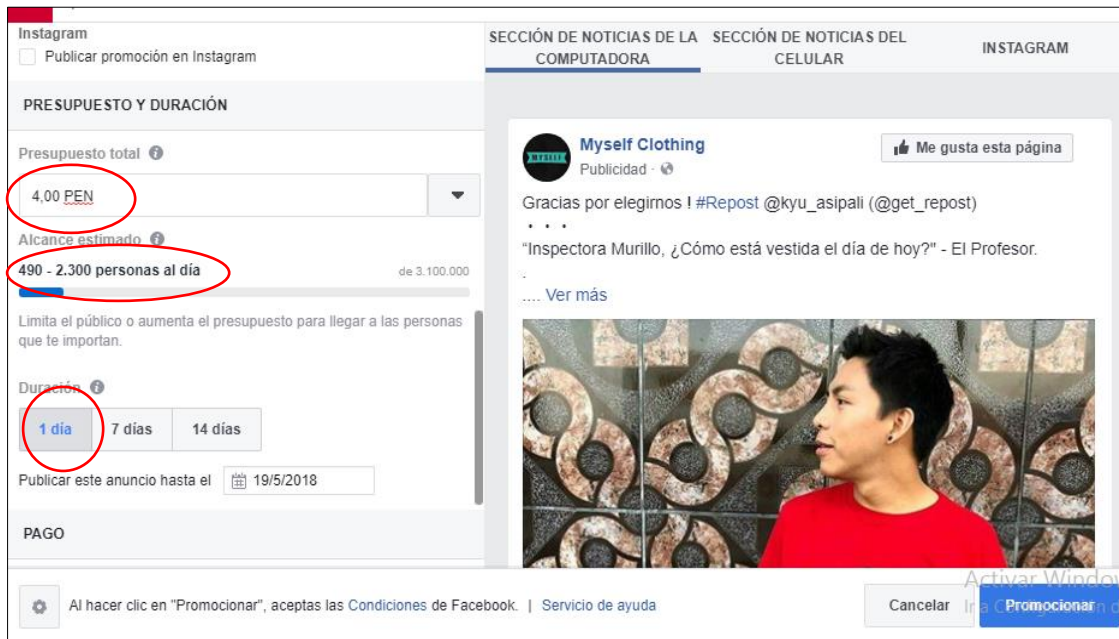 Instagram
Publicar promoción en Instagram
PRESUPUESTO Y DURACIÓN
Presupuesto total
4,00 PEN
Alcance estimado
490 - 2.300 personas al día
de 3.100.000
Limita el público o aumenta el presupuesto para llegar a las personas
que te importan.
Duración
1 día
7 días
14 días
Publicar este anuncio hasta el
19/5/2018
PAGO
SECCIÓN DE NOTICIAS DE LA
COMPUTADORA
SECCIÓN DE NOTICIAS DEL
CELULAR
INSTAGRAM
MYSELF
Myself Clothing
Publicidad ·
Me gusta esta página
Gracias por elegirnos ! #Repost @kyu_asipali (@get_repost)
・・・
“Inspectora Murillo, ¿Cómo está vestida el día de hoy?" - El Profesor.
.
.... Ver más
Al hacer clic en "Promocionar", aceptas las Condiciones de Facebook. | Servicio de ayuda
Cancelar
Promocionar
Activar Window